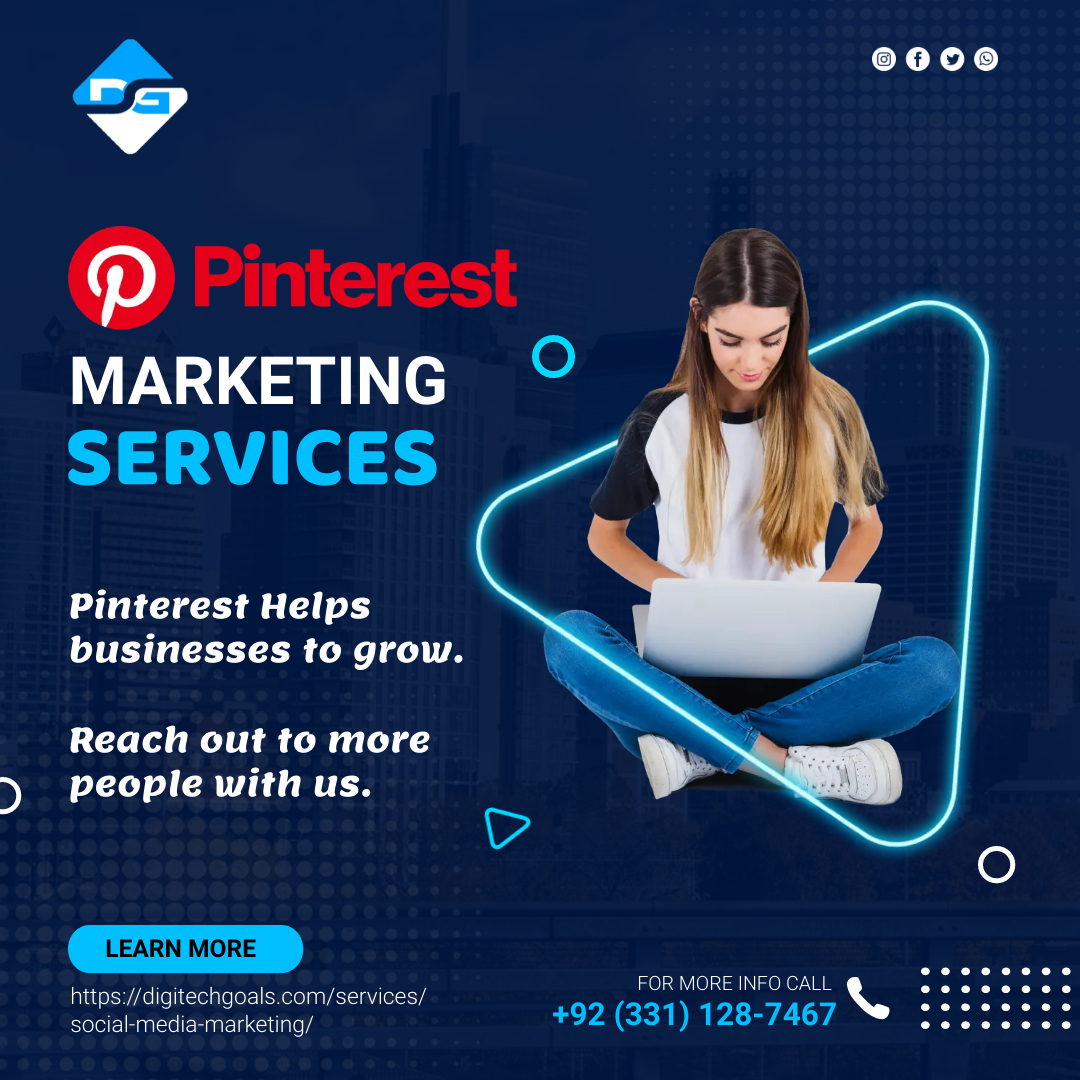 DG
Pinterest
MARKETING
SERVICES
Pinterest Helps
businesses to grow.
Reach out to more
people with us.
LEARN MORE
https://digitechgoals.com/services/
social-media-marketing/
FOR MORE INFO CALL
+92 (331) 128-7467